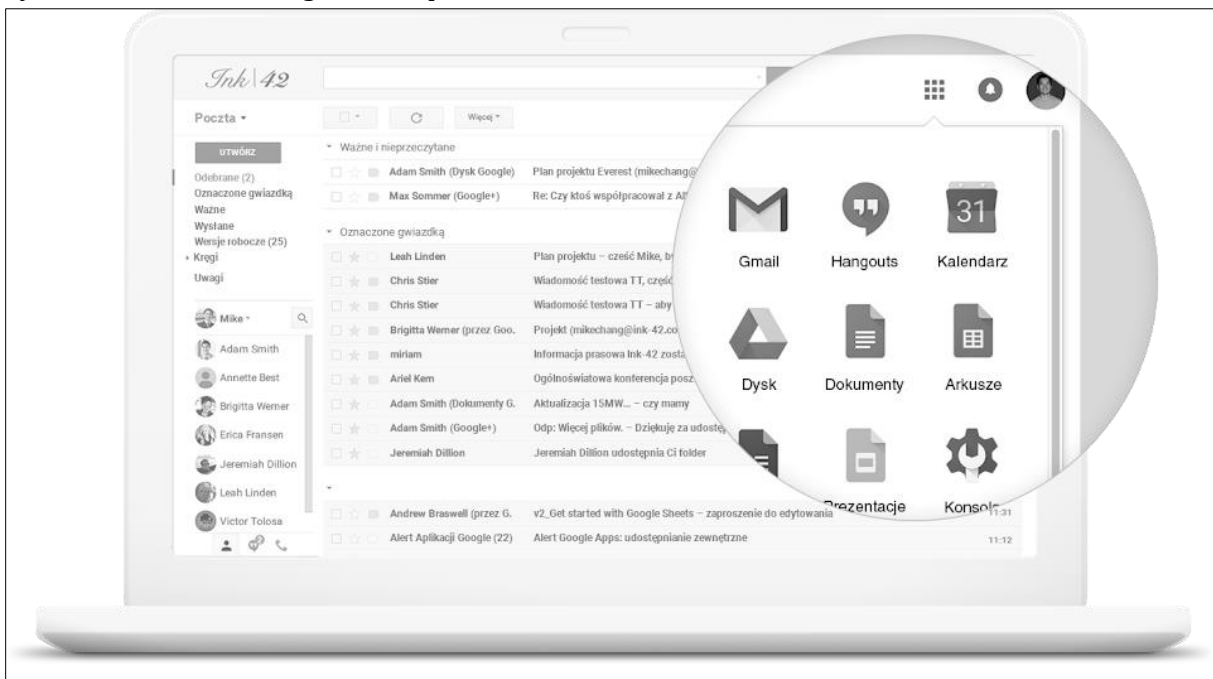 Ink | 42
Poczta
Więcej
UTWÓRZ
Odebrane (2)
Oznaczone gwiazdką
Ważne
Wysłane
Wersje robocze (25)
Kręgi
Uwagi
Mike
Adam Smith
Annette Best
Brigitta Werner
Erica Fransen
Jeremiah Dillion
Leah Linden
Victor Tolosa
Ważne i nieprzeczytane
Adam Smith (Dysk Google) Plan projektu Everest (mikechang@
Max Sommer (Google+) Re: Czy ktoś współpracował z
Oznaczone gwiazdką
Leah Linden Plan projektu – cześć Mike,
Chris Stier Wiadomość testowa TT, część
Chris Stier Wiadomość testowa TT – aby
Brigitta Werner (przez Goo. Projekt (mikechang@ink-42.co
miriam Informacja prasowa Ink-42 zosta
Ariel Kern Ogólnoświatowa konferencja posz
Adam Smith (Dokumenty G. Aktualizacja 15MW... – czy mamy
Adam Smith (Google+) Odp: Więcej plików. – Dziękuję za udostę
Jeremiah Dillion Jeremiah Dillion udostępnia Ci folder
Andrew Braswell (przez G. v2_Get started with Google Sheets – zaproszenie do edytowania 11:31
Alert Aplikacji Google (22) Alert Google Apps: udostępnianie zewnętrzne 11:12
31
Gmail Hangouts Kalendarz
Dysk Dokumenty Arkusze
Prezentacje Konsola